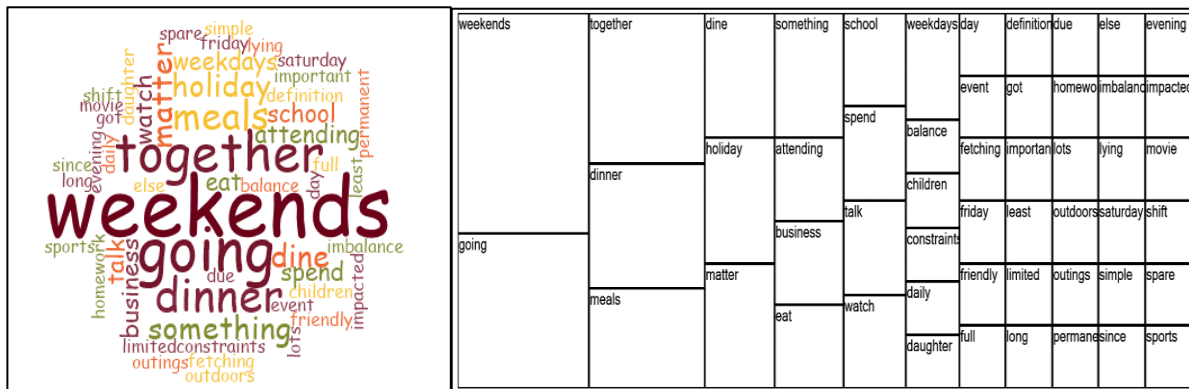 spare simple
friday lying
weekdays saturday
daughter
important
holiday
matter
watch
shift
definition
movie
got
meals
school
permanent
attending
evening
daily
together
full
since
long
else
eat
balance
day
least
weekends
sports
going
imbalance
homework
talk
business
due
dine
spend
children
impacted
dinner
event
friendly
something
lots
limited constraints
outings
fetching
outdoors
weekends together dine something school weekdays day definition due else evening
event got homewo imbalanc impacted
spend
balance
holiday attending fetching importan lots lying movie
dinner
children
talk friday least outdoors saturday shift
business
going constraints
matter friendly limited outings simple spare
daily
meals watch
eat
full long permane since sports
daughter